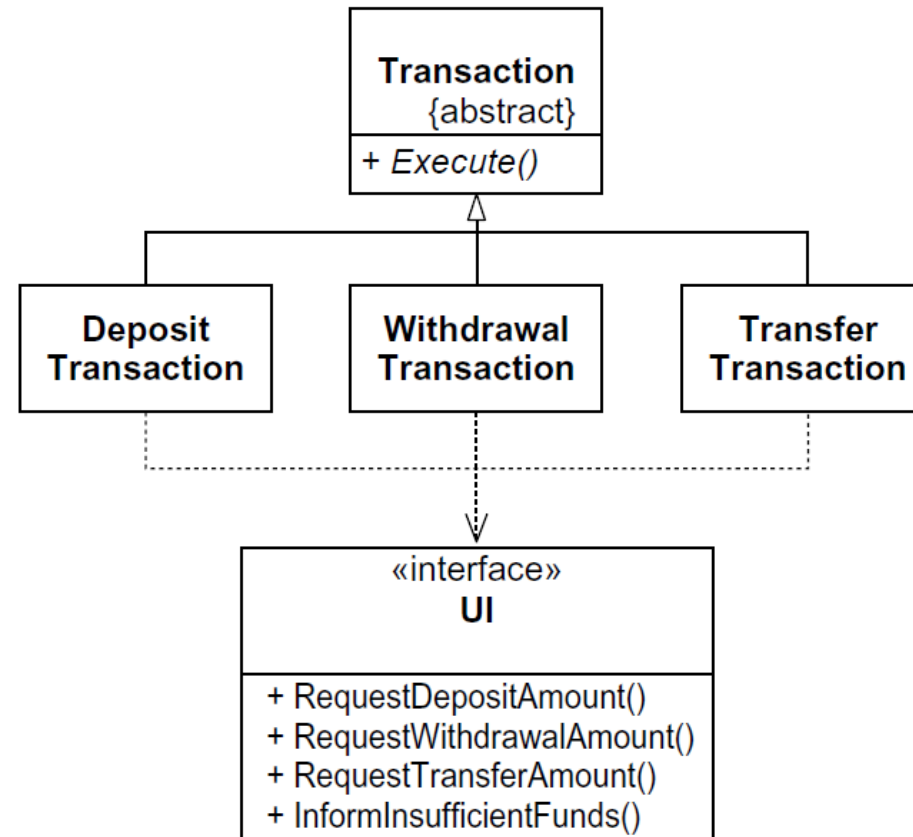 Transaction
{abstract}
+ Execute()
Deposit
Transaction
Withdrawal
Transaction
Transfer
Transaction
«interface»
UI
+ RequestDepositAmount()
+ RequestWithdrawalAmount()
+ RequestTransferAmount()
+ InformInsufficientFunds()